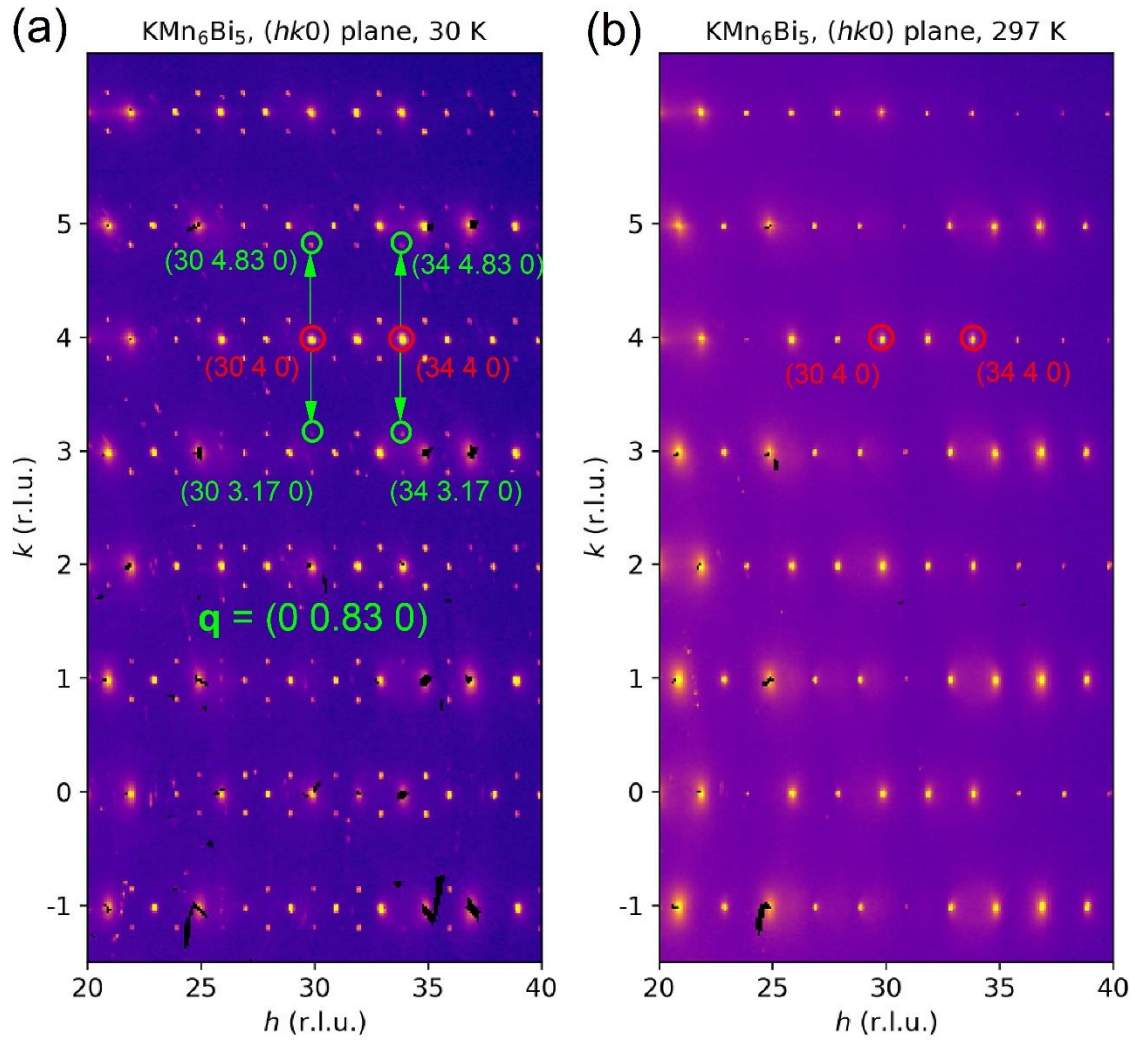 (a)
KMn₆Bi₅, (hk0) plane, 30 K
k (r.l.u.)
5
4
3
2
1
0
-1
(30 4.83 0)
(34 4.83 0)
(30 4 0)
(34 4 0)
(30 3.17 0)
(34 3.17 0)
q = (0 0.83 0)
20
25
30
35
40
h (r.l.u.)
(b)
KMn₆Bi₅, (hk0) plane, 297 K
k (r.l.u.)
5
4
3
2
1
0
-1
(30 4 0)
(34 4 0)
20
25
30
35
40
h (r.l.u.)